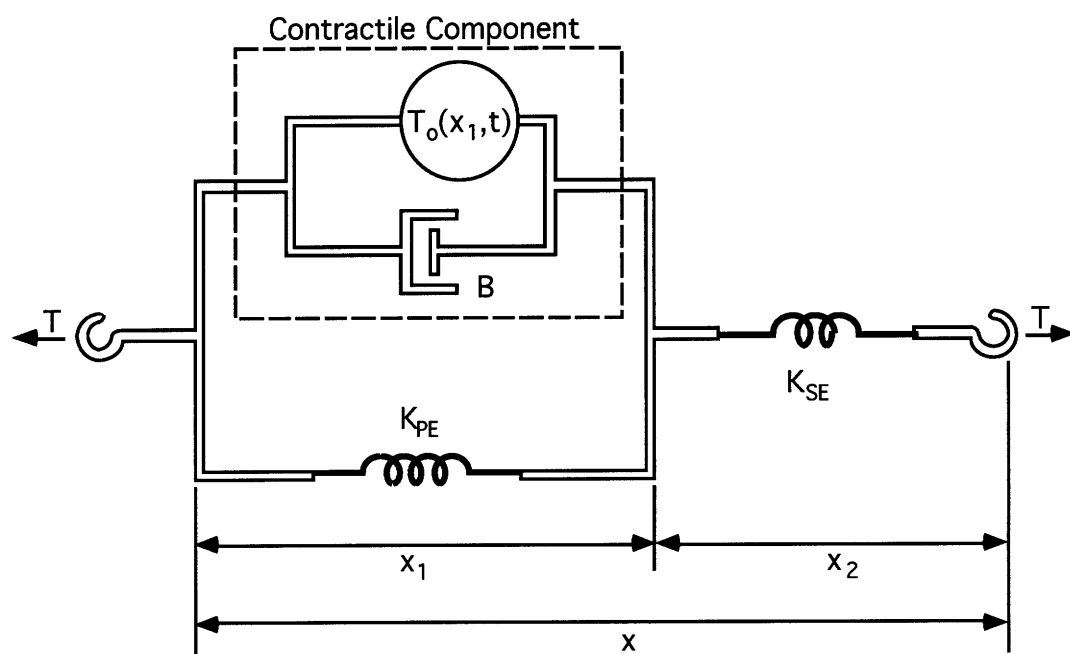 Contractile Component
T₀(x₁,t)
B
T
T
K_SE
K_PE
x₁
x₂
x